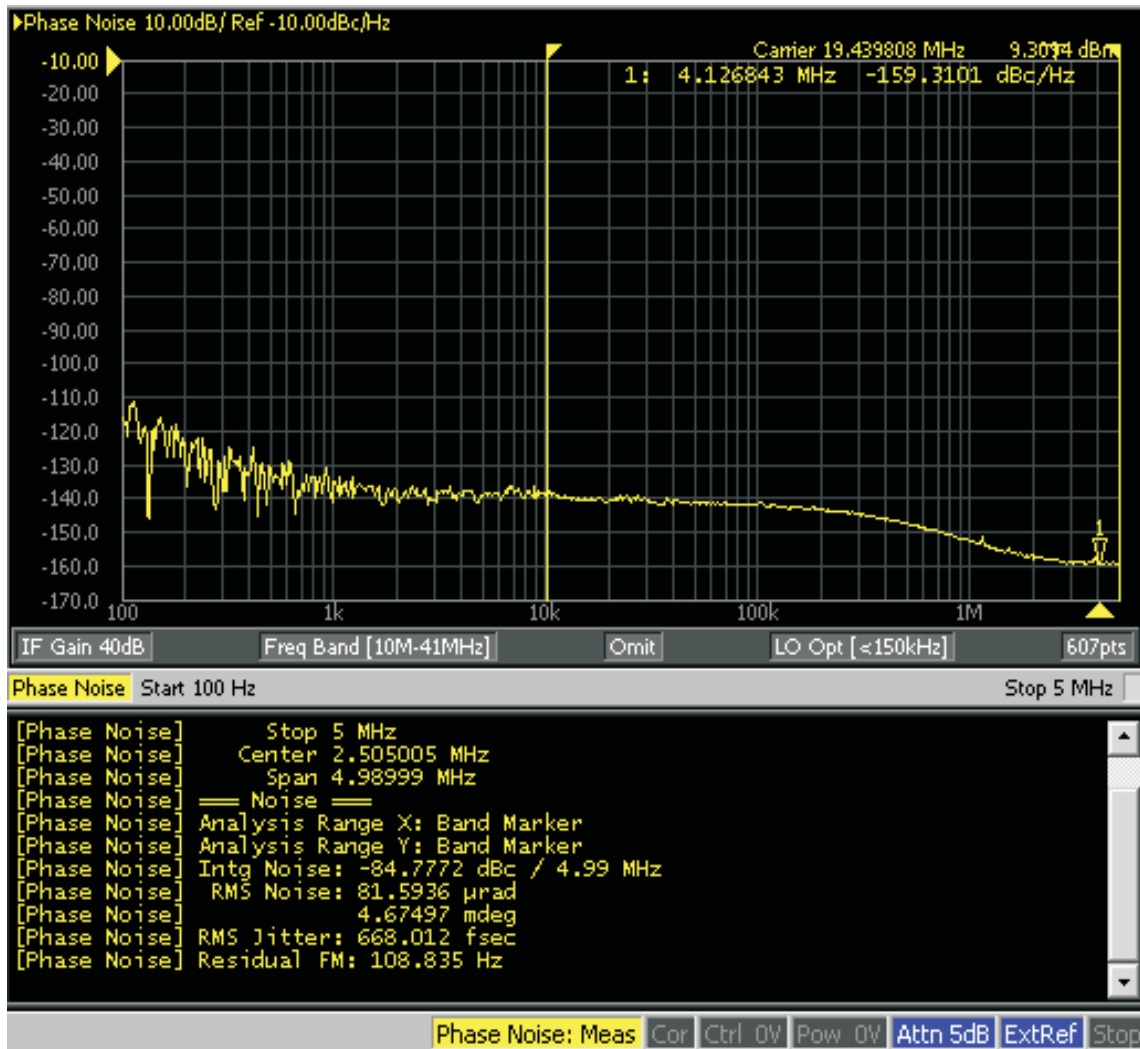 ▶Phase Noise 10.00dB/ Ref -10.00dBc/Hz
Carrier 19.439808 MHz
1: 4.126843 MHz -159.3101 dBc/Hz
-10.00
-20.00
-30.00
-40.00
-50.00
-60.00
-70.00
-80.00
-90.00
-100.0
-110.0
-120.0
-130.0
-140.0
-150.0
-160.0
-170.0
1
100 1k 10k 100k 1M
IF Gain 40dB Freq Band [10M-41MHz] Omit LO Opt [<150kHz] 607pts
Phase Noise Start 100 Hz Stop 5 MHz
[Phase Noise] Stop 5 MHz
[Phase Noise] Center 2.505005 MHz
[Phase Noise] Span 4.98999 MHz
[Phase Noise] === Noise ===
[Phase Noise] Analysis Range X: Band Marker
[Phase Noise] Analysis Range Y: Band Marker
[Phase Noise] Intg Noise: -84.7772 dBc / 4.99 MHz
[Phase Noise] RMS Noise: 81.5936 µrad
[Phase Noise] 4.67497 mdeg
[Phase Noise] RMS Jitter: 668.012 fsec
[Phase Noise] Residual FM: 108.835 Hz
Phase Noise: Meas Cor Ctrl 0V Pow 0V Attn 5dB ExtRef Stop